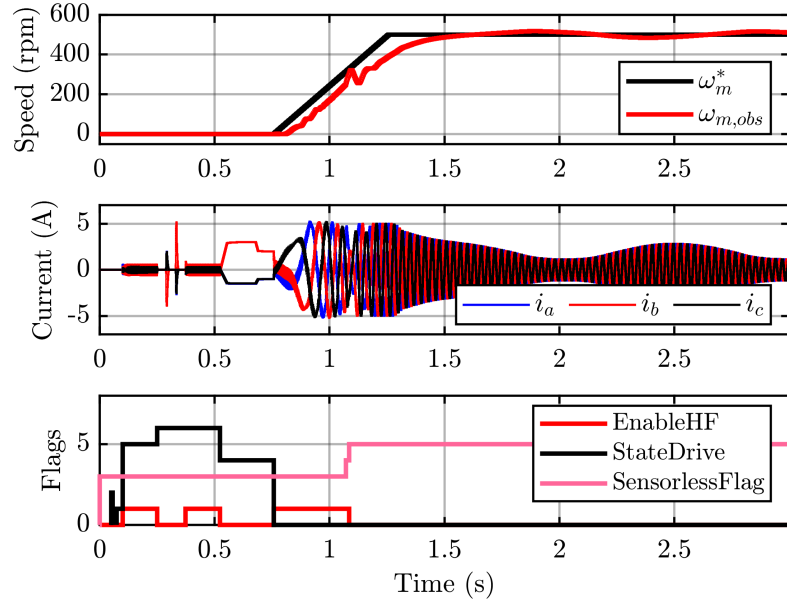 Speed (rpm)
600
400
200
0
ω*m
ωm,obs
0 0.5 1 1.5 2 2.5
Current (A)
5
0
-5
ia ib ic
0 0.5 1 1.5 2 2.5
Flags
5
0
EnableHF
StateDrive
SensorlessFlag
0 0.5 1 1.5 2 2.5
Time (s)